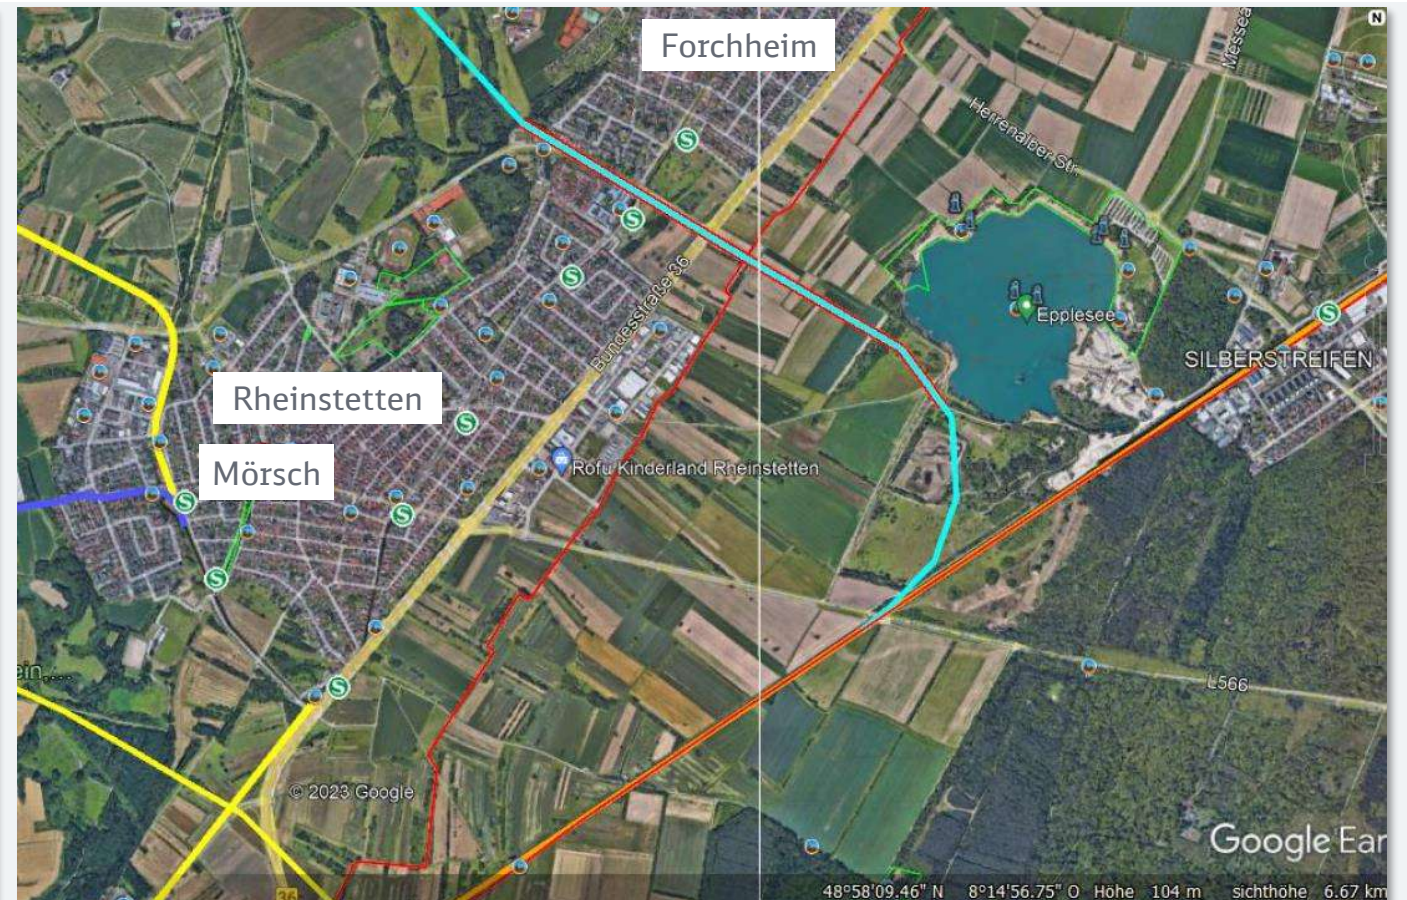 N
Forchheim
Herrenalber Str.
Bundesstraße 36
Epplesee
SILBERSTREIFEN
Rheinstetten
Mörsch
Rofu Kinderland Rheinstetten
S
S
S
S
S
S
S
S
S
L566
© 2023 Google
36
Google Ear
48°58'09.46" N 8°14'56.75" O Höhe 104 m sichthöhe 6.67 km